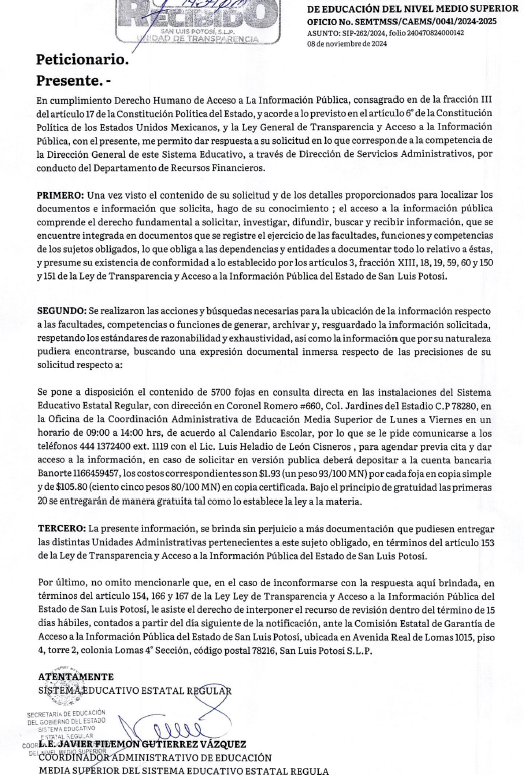 RECIBIDO
SAN LUIS POTOSÍ, S.L.P.
UNIDAD DE TRANSPARENCIA
DE EDUCACIÓN DEL NIVEL MEDIO SUPERIOR
OFICIO No. SEMTMSS/CAEMS/0041/2024-2025
ASUNTO: SIP-262/2024, folio 240470824000142
08 de noviembre de 2024
Peticionario.
Presente. -
En cumplimiento Derecho Humano de Acceso a La Información Pública, consagrado en de la fracción III
del artículo 17 de la Constitución Política del Estado, y acorde a lo previsto en el artículo 6° de la Constitución
Política de los Estados Unidos Mexicanos, y la Ley General de Transparencia y Acceso a la Información
Pública, con el presente, me permito dar respuesta a su solicitud en lo que corresponde a la competencia de
la Dirección General de este Sistema Educativo, a través de Dirección de Servicios Administrativos, por
conducto del Departamento de Recursos Financieros.
PRIMERO: Una vez visto el contenido de su solicitud y de los detalles proporcionados para localizar los
documentos e información que solicita, hago de su conocimiento ; el acceso a la información pública
comprende el derecho fundamental a solicitar, investigar, difundir, buscar y recibir información, que se
encuentre integrada en documentos que se registre el ejercicio de las facultades, funciones y competencias
de los sujetos obligados, lo que obliga a las dependencias y entidades a documentar todo lo relativo a éstas,
y presume su existencia de conformidad a lo establecido por los artículos 3, fracción XIII, 18, 19, 59, 60 y 150
y 151 de la Ley de Transparencia y Acceso a la Información Pública del Estado de San Luis Potosí.
SEGUNDO: Se realizaron las acciones y búsquedas necesarias para la ubicación de la información respecto
a las facultades, competencias o funciones de generar, archivar y, resguardado la información solicitada,
respetando los estándares de razonabilidad y exhaustividad, así como la información que por su naturaleza
pudiera encontrarse, buscando una expresión documental inmersa respecto de las precisiones de su
solicitud respecto a:
Se pone a disposición el contenido de 5700 fojas en consulta directa en las instalaciones del Sistema
Educativo Estatal Regular, con dirección en Coronel Romero #660, Col. Jardines del Estadio C.P 78280, en
la Oficina de la Coordinación Administrativa de Educación Media Superior de Lunes a Viernes en un
horario de 09:00 a 14:00 hrs, de acuerdo al Calendario Escolar, por lo que se le pide comunicarse a los
teléfonos 444 1372400 ext. 1119 con el Lic. Luis Heladio de León Cisneros , para agendar previa cita y dar
acceso a la información, en caso de solicitar en versión publica deberá depositar a la cuenta bancaria
Banorte 1166459457, los costos correspondientes son $1.93 (un peso 93/100 MN) por cada foja en copia simple
y de $105.80 (ciento cinco pesos 80/100 MN) en copia certificada. Bajo el principio de gratuidad las primeras
20 se entregarán de manera gratuita tal como lo establece la ley a la materia.
TERCERO: La presente información, se brinda sin perjuicio a más documentación que pudiesen entregar
las distintas Unidades Administrativas pertenecientes a este sujeto obligado, en términos del artículo 153
de la Ley de Transparencia y Acceso a la Información Pública del Estado de San Luis Potosí.
Por último, no omito mencionarle que, en el caso de inconformarse con la respuesta aquí brindada, en
términos del artículo 154, 166 y 167 de la Ley Ley de Transparencia y Acceso a la Información Pública del
Estado de San Luis Potosí, le asiste el derecho de interponer el recurso de revisión dentro del término de 15
días hábiles, contados a partir del día siguiente de la notificación, ante la Comisión Estatal de Garantía de
Acceso a la Información Pública del Estado de San Luis Potosí, ubicada en Avenida Real de Lomas 1015, piso
4, torre 2, colonia Lomas 4° Sección, código postal 78216, San Luis Potosí S.L.P.
ATENTAMENTE
SISTEMA EDUCATIVO ESTATAL REGULAR
SECRETARÍA DE EDUCACIÓN
DEL GOBIERNO DEL ESTADO
SISTEMA EDUCATIVO
ESTATAL REGULAR
DEL NIVEL MEDIO SUPERIOR
L.E. JAVIER FILEMON GUTIERREZ VÁZQUEZ
COORDINADOR ADMINISTRATIVO DE EDUCACIÓN
MEDIA SUPERIOR DEL SISTEMA EDUCATIVO ESTATAL REGULA